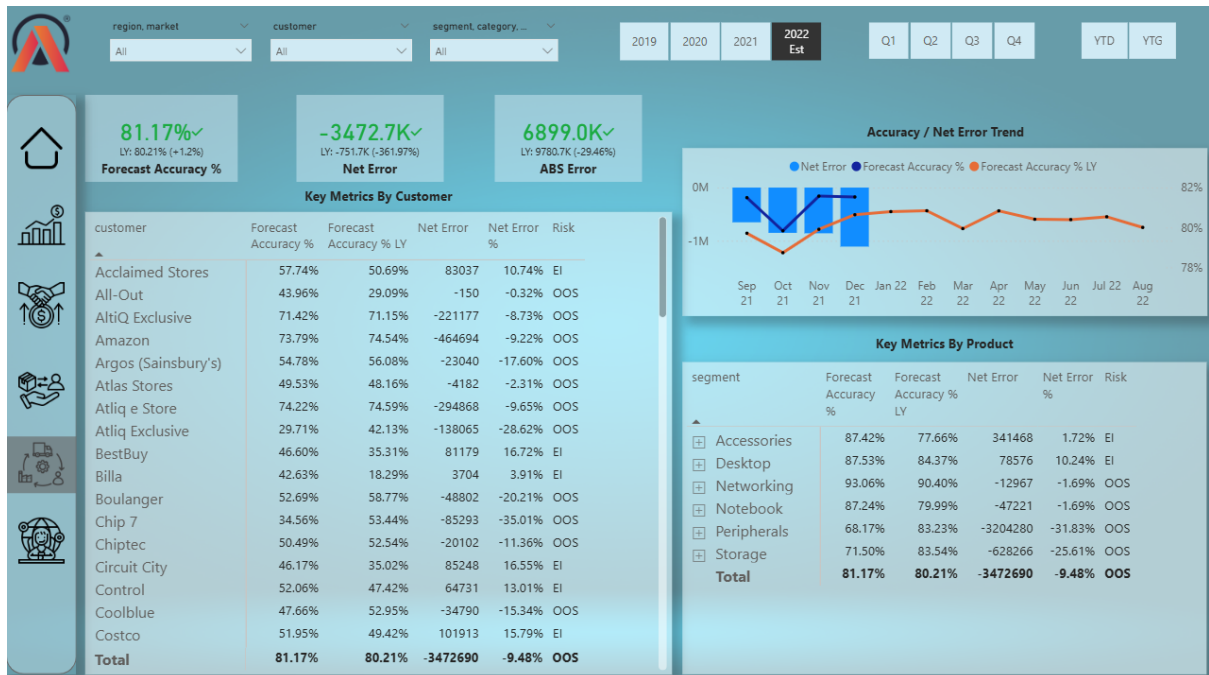 region, market
customer
segment, category, ...
All
All
All
2019
2020
2021
2022 Est
Q1
Q2
Q3
Q4
YTD
YTG
81.17%
LY: 80.21% (+1.2%)
Forecast Accuracy %
-3472.7K
LY: -751.7K (-361.97%)
Net Error
6899.0K
LY: 9780.7K (-29.46%)
ABS Error
Key Metrics By Customer
customer Forecast Accuracy % Forecast Accuracy % LY Net Error Net Error % Risk
Acclaimed Stores 57.74% 50.69% 83037 10.74% EI
All-Out 43.96% 29.09% -150 -0.32% OOS
AltiQ Exclusive 71.42% 71.15% -221177 -8.73% OOS
Amazon 73.79% 74.54% -464694 -9.22% OOS
Argos (Sainsbury's) 54.78% 56.08% -23040 -17.60% OOS
Atlas Stores 49.53% 48.16% -4182 -2.31% OOS
Atliq e Store 74.22% 74.59% -294868 -9.65% OOS
Atliq Exclusive 29.71% 42.13% -138065 -28.62% OOS
BestBuy 46.60% 35.31% 81179 16.72% EI
Billa 42.63% 18.29% 3704 3.91% EI
Boulanger 52.69% 58.77% -48802 -20.21% OOS
Chip 7 34.56% 53.44% -85293 -35.01% OOS
Chiptec 50.49% 52.54% -20102 -11.36% OOS
Circuit City 46.17% 35.02% 85248 16.55% EI
Control 52.06% 47.42% 64731 13.01% EI
Coolblue 47.66% 52.95% -34790 -15.34% OOS
Costco 51.95% 49.42% 101913 15.79% EI
Total 81.17% 80.21% -3472690 -9.48% OOS
Accuracy / Net Error Trend
Net Error Forecast Accuracy % Forecast Accuracy % LY
0M
-1M
82%
80%
78%
Sep 21 Oct 21 Nov 21 Dec 21 Jan 22 Feb 22 Mar 22 Apr 22 May 22 Jun 22 Jul 22 Aug 22
Key Metrics By Product
segment Forecast Accuracy % Forecast Accuracy % LY Net Error Net Error % Risk
Accessories 87.42% 77.66% 341468 1.72% EI
Desktop 87.53% 84.37% 78576 10.24% EI
Networking 93.06% 90.40% -12967 -1.69% OOS
Notebook 87.24% 79.99% -47221 -1.69% OOS
Peripherals 68.17% 83.23% -3204280 -31.83% OOS
Storage 71.50% 83.54% -628266 -25.61% OOS
Total 81.17% 80.21% -3472690 -9.48% OOS